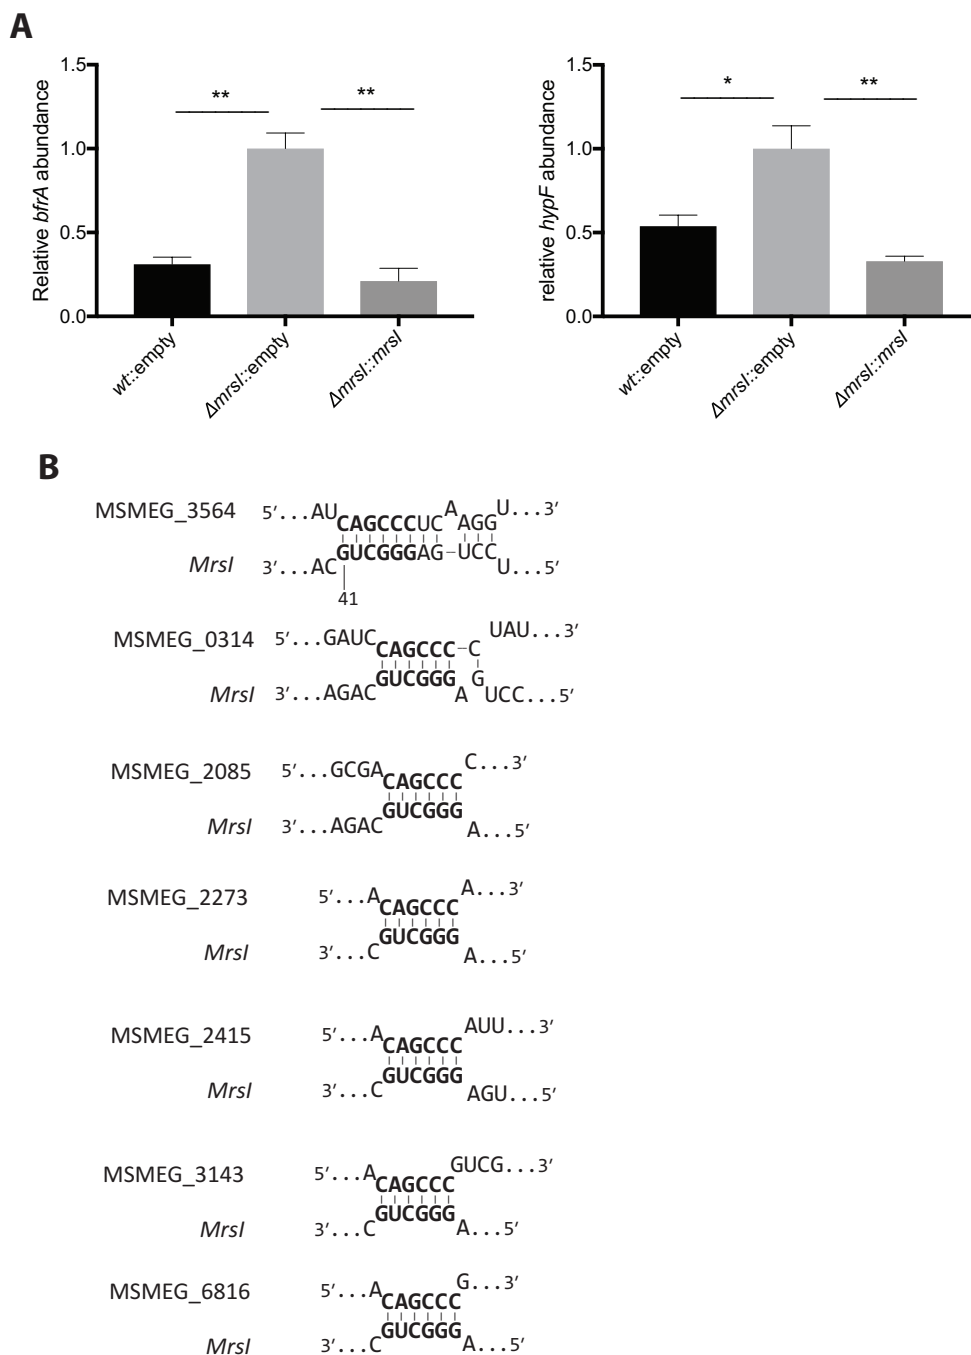 A
Relative bfrA abundance
1.5
1.0
0.5
0.0
** **
wt::empty
Δmrsl::empty
Δmrsl::mrsl
relative hypF abundance
1.5
1.0
0.5
0.0
* **
wt::empty
Δmrsl::empty
Δmrsl::mrsl
B
MSMEG_3564 5′...AUCAGCCCUCAAGGU...3′
MrsI 3′...ACGUCGGGAG–UCCU...5′
41
MSMEG_0314 5′...GAUCCAGCCC–CUAU...3′
MrsI 3′...AGACGUCGGGAGUCC...5′
MSMEG_2085 5′...GCGACAGCCCC...3′
MrsI 3′...AGACGUCGGGA...5′
MSMEG_2273 5′...ACAGCCCA...3′
MrsI 3′...CGUCGGGA...5′
MSMEG_2415 5′...ACAGCCCAUU...3′
MrsI 3′...CGUCGGGAGU...5′
MSMEG_3143 5′...ACAGCCCGUCG...3′
MrsI 3′...CGUCGGGA...5′
MSMEG_6816 5′...ACAGCCCG...3′
MrsI 3′...CGUCGGGA...5′